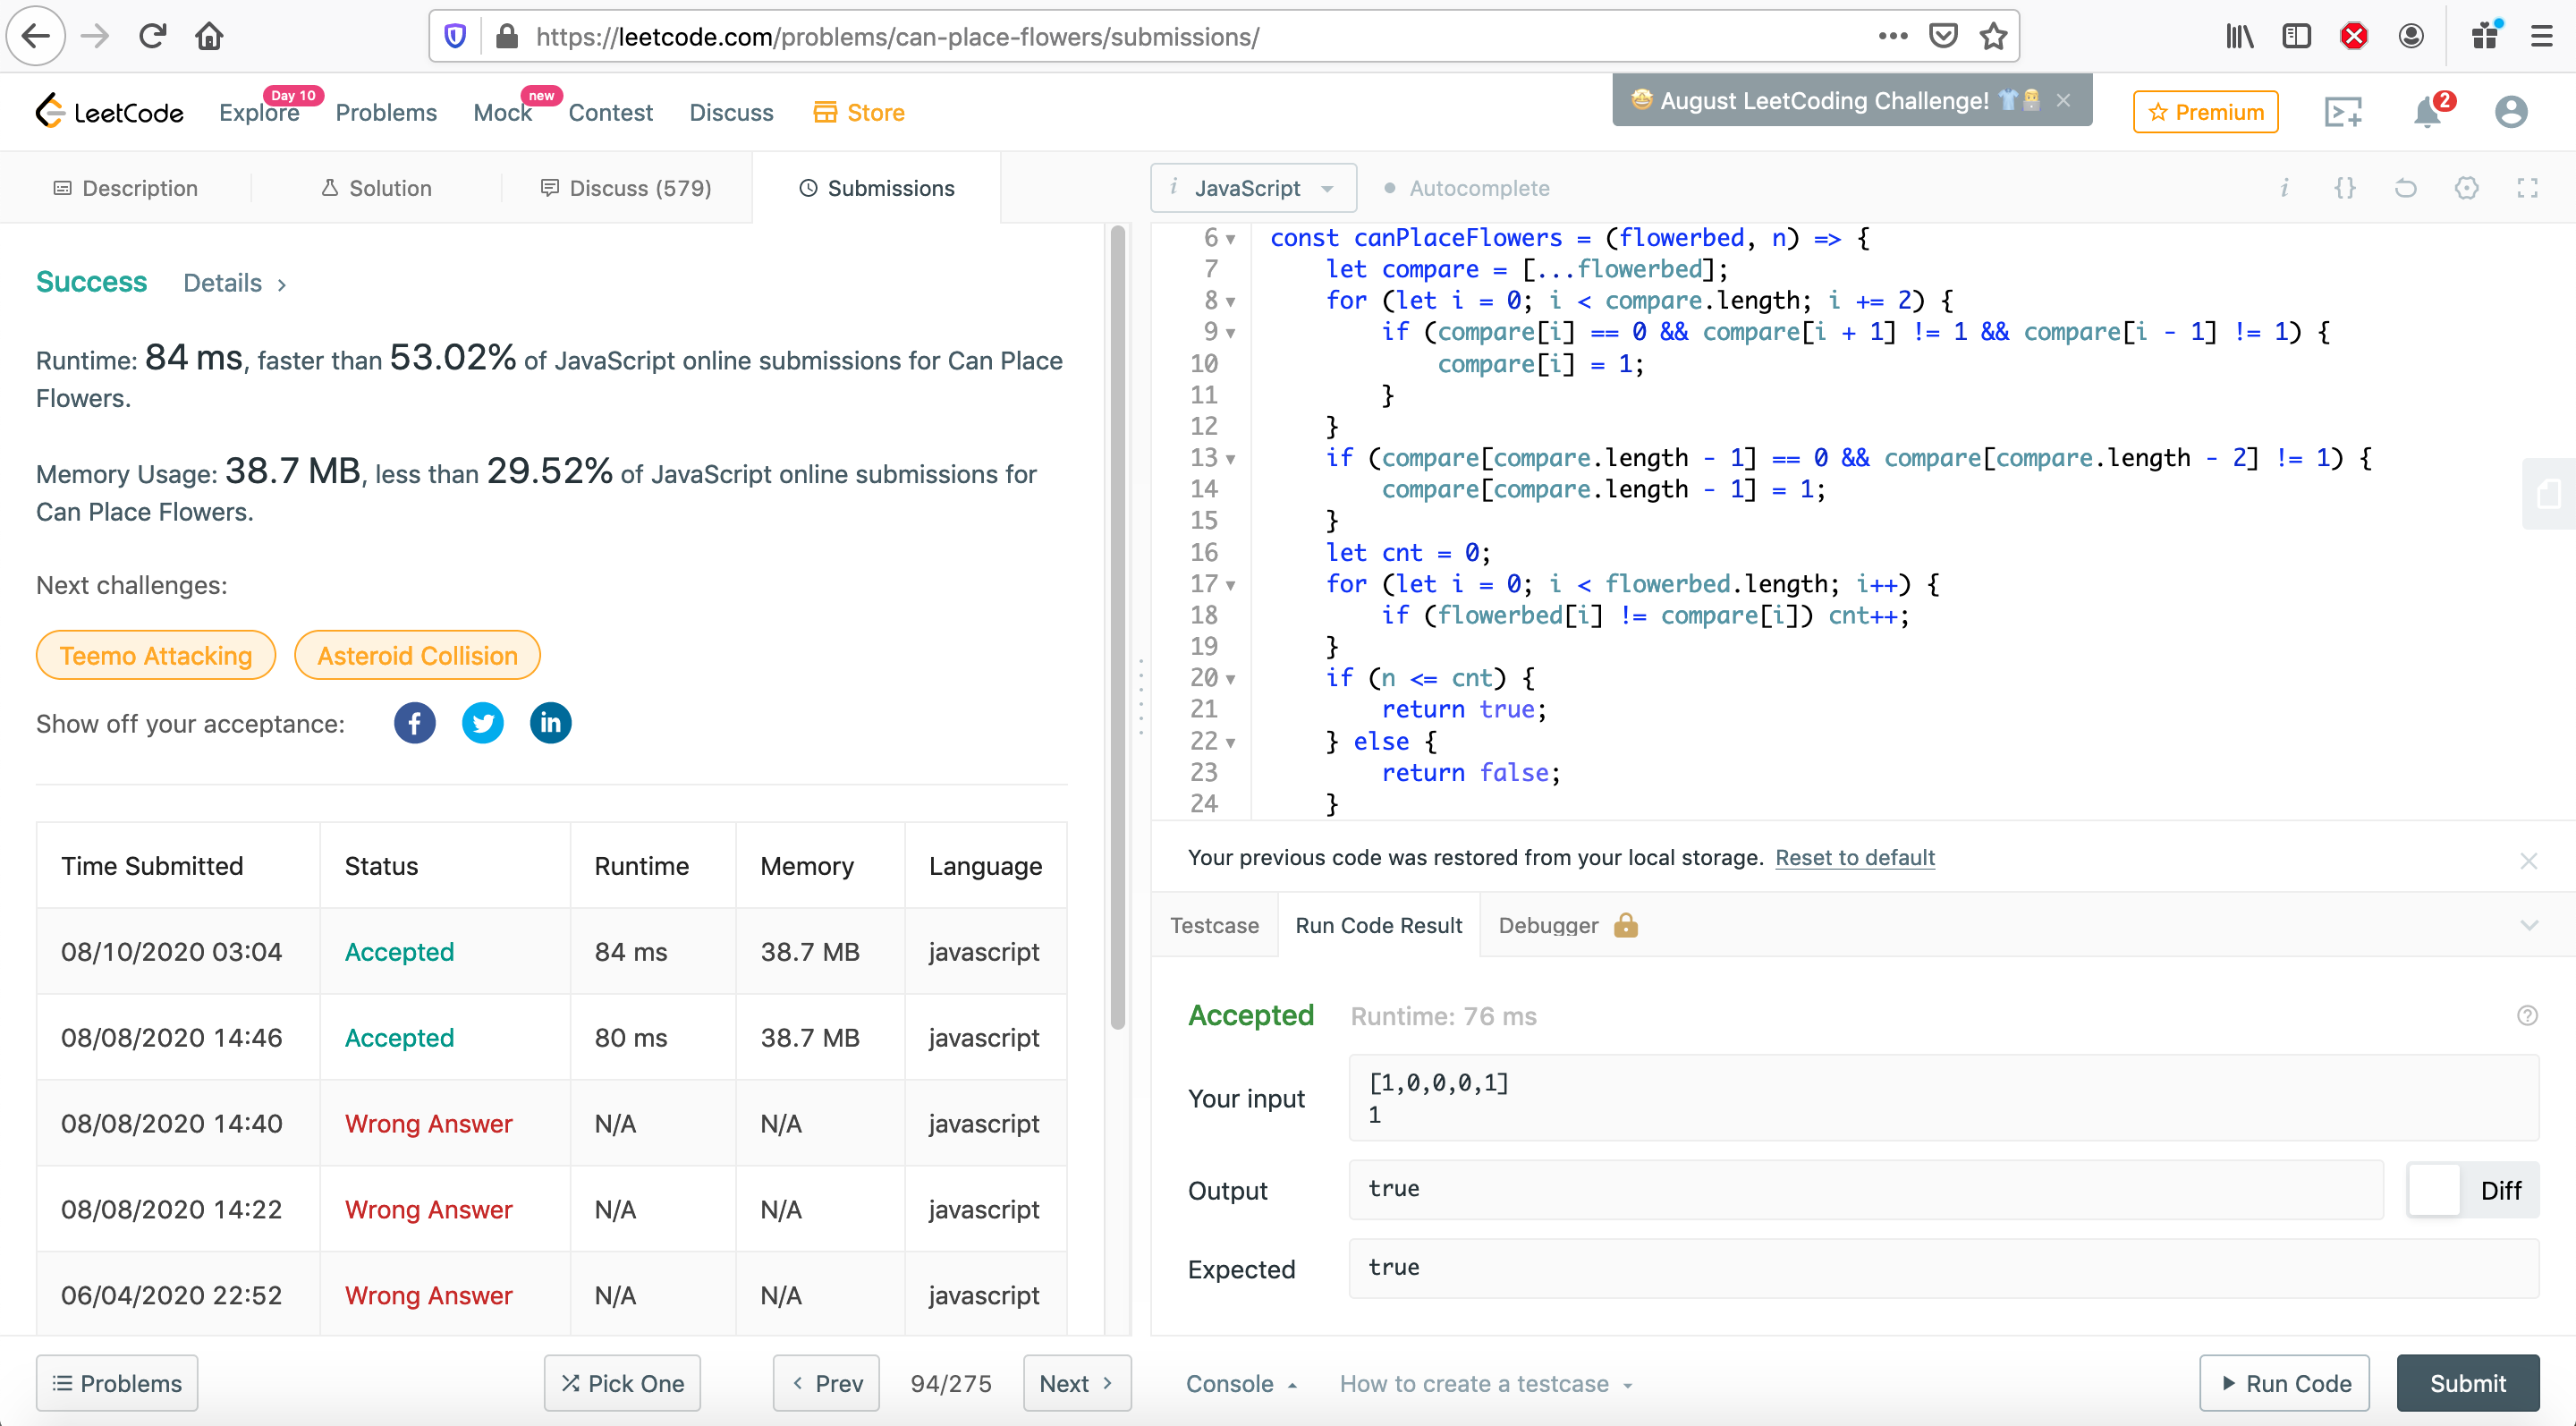 https://leetcode.com/problems/can-place-flowers/submissions/
LeetCode
Explore
Day 10
Problems
Mock
new
Contest
Discuss
Store
August LeetCoding Challenge!
Premium
2
Description
Solution
Discuss (579)
Submissions
Success
Details
Runtime: 84 ms, faster than 53.02% of JavaScript online submissions for Can Place
Flowers.
Memory Usage: 38.7 MB, less than 29.52% of JavaScript online submissions for
Can Place Flowers.
Next challenges:
Teemo Attacking
Asteroid Collision
Show off your acceptance:
Time Submitted Status Runtime Memory Language
08/10/2020 03:04 Accepted 84 ms 38.7 MB javascript
08/08/2020 14:46 Accepted 80 ms 38.7 MB javascript
08/08/2020 14:40 Wrong Answer N/A N/A javascript
08/08/2020 14:22 Wrong Answer N/A N/A javascript
06/04/2020 22:52 Wrong Answer N/A N/A javascript
Problems
Pick One
Prev
94/275
Next
i JavaScript
Autocomplete
i {}
6 const canPlaceFlowers = (flowerbed, n) => {
7 let compare = [...flowerbed];
8 for (let i = 0; i < compare.length; i += 2) {
9 if (compare[i] == 0 && compare[i + 1] != 1 && compare[i - 1] != 1) {
10 compare[i] = 1;
11 }
12 }
13 if (compare[compare.length - 1] == 0 && compare[compare.length - 2] != 1) {
14 compare[compare.length - 1] = 1;
15 }
16 let cnt = 0;
17 for (let i = 0; i < flowerbed.length; i++) {
18 if (flowerbed[i] != compare[i]) cnt++;
19 }
20 if (n <= cnt) {
21 return true;
22 } else {
23 return false;
24 }
Your previous code was restored from your local storage. Reset to default
Testcase
Run Code Result
Debugger
Accepted
Runtime: 76 ms
Your input
[1,0,0,0,1]
1
Output
true
Diff
Expected
true
Console
How to create a testcase
Run Code
Submit